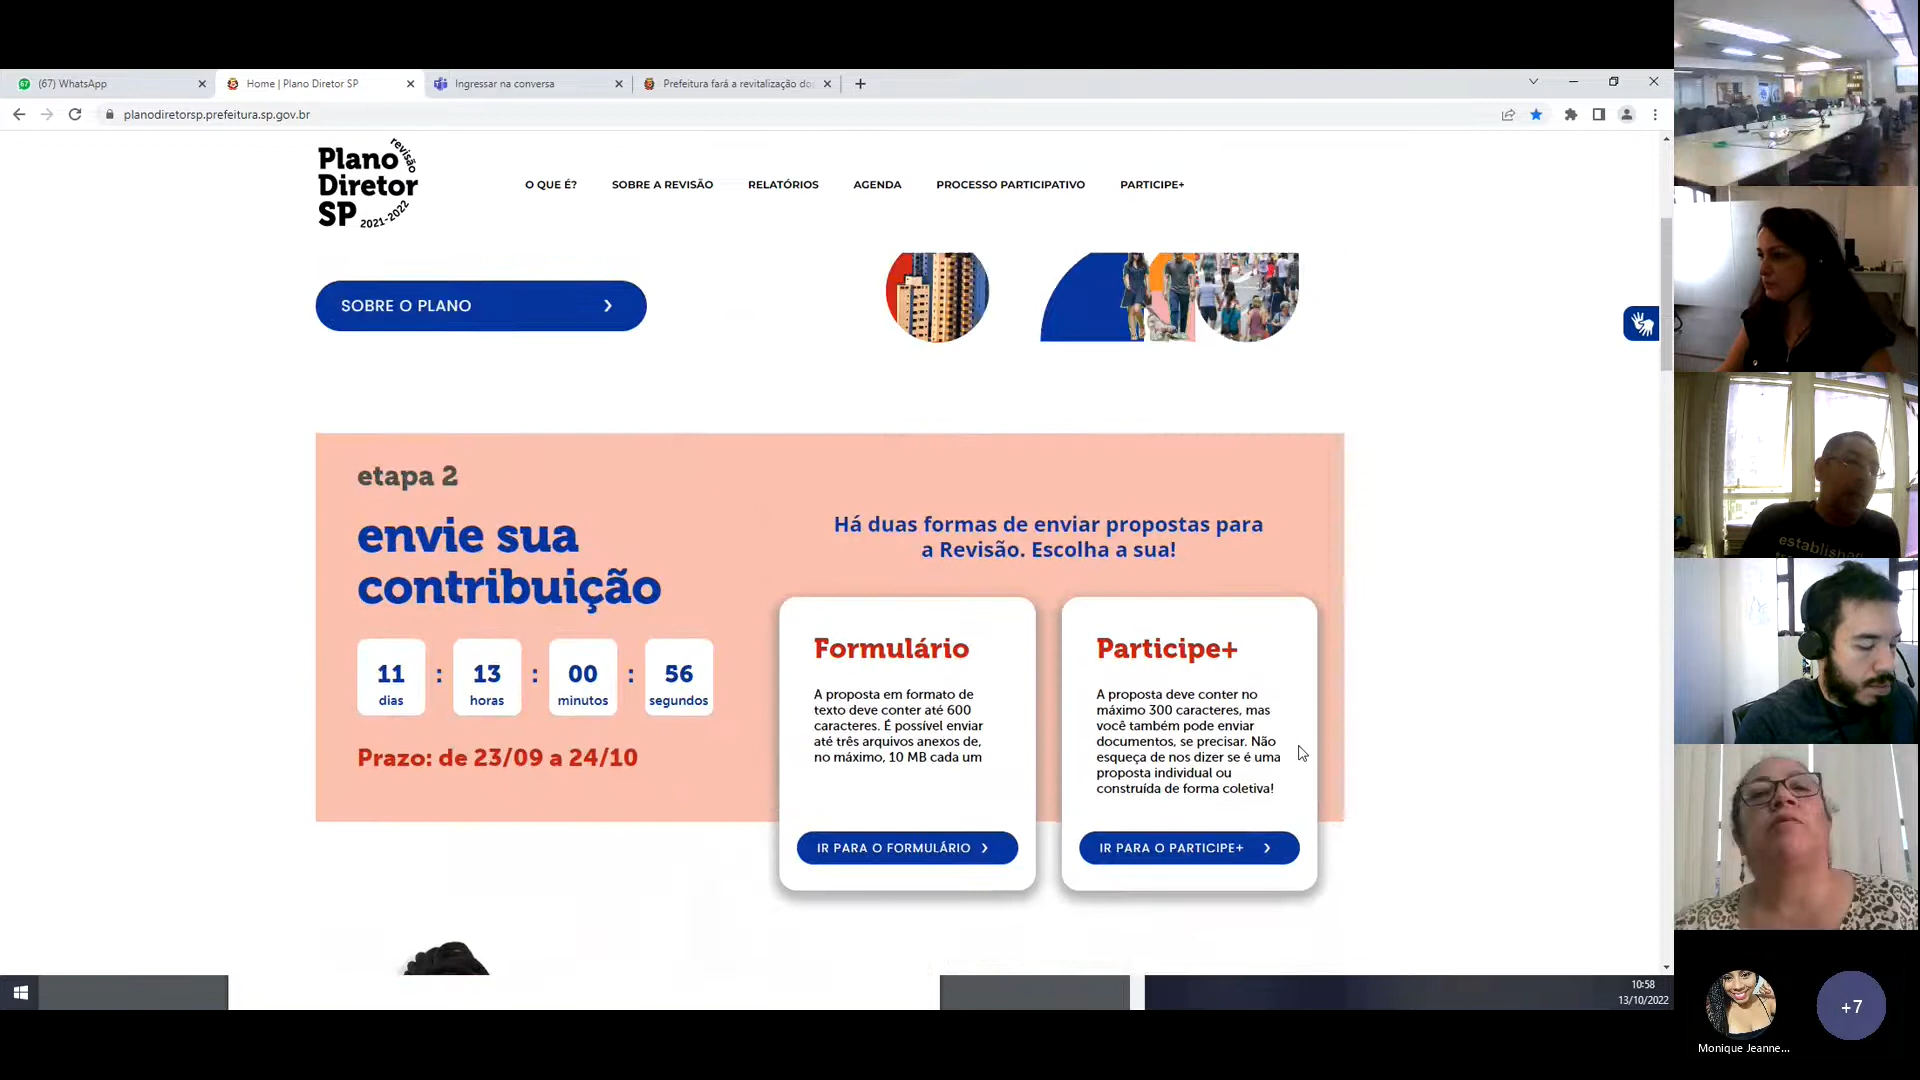 (67) WhatsApp
Home | Plano Diretor SP
Ingressar na conversa
Prefeitura fará a revitalização do
planodiretorsp.prefeitura.sp.gov.br
Plano
Diretor
SP
revisão
2021-2022
O QUE É?
SOBRE A REVISÃO
RELATÓRIOS
AGENDA
PROCESSO PARTICIPATIVO
PARTICIPE+
SOBRE O PLANO
etapa 2
envie sua
contribuição
11 : 13 : 00 : 56
dias horas minutos segundos
Prazo: de 23/09 a 24/10
Há duas formas de enviar propostas para
a Revisão. Escolha a sua!
Formulário
A proposta em formato de
texto deve conter até 600
caracteres. É possível enviar
até três arquivos anexos de,
no máximo, 10 MB cada um
IR PARA O FORMULÁRIO
Participe+
A proposta deve conter no
máximo 300 caracteres, mas
você também pode enviar
documentos, se precisar. Não
esqueça de nos dizer se é uma
proposta individual ou
construída de forma coletiva!
IR PARA O PARTICIPE+
10:58
13/10/2022
established
+7
Monique Jeanne...